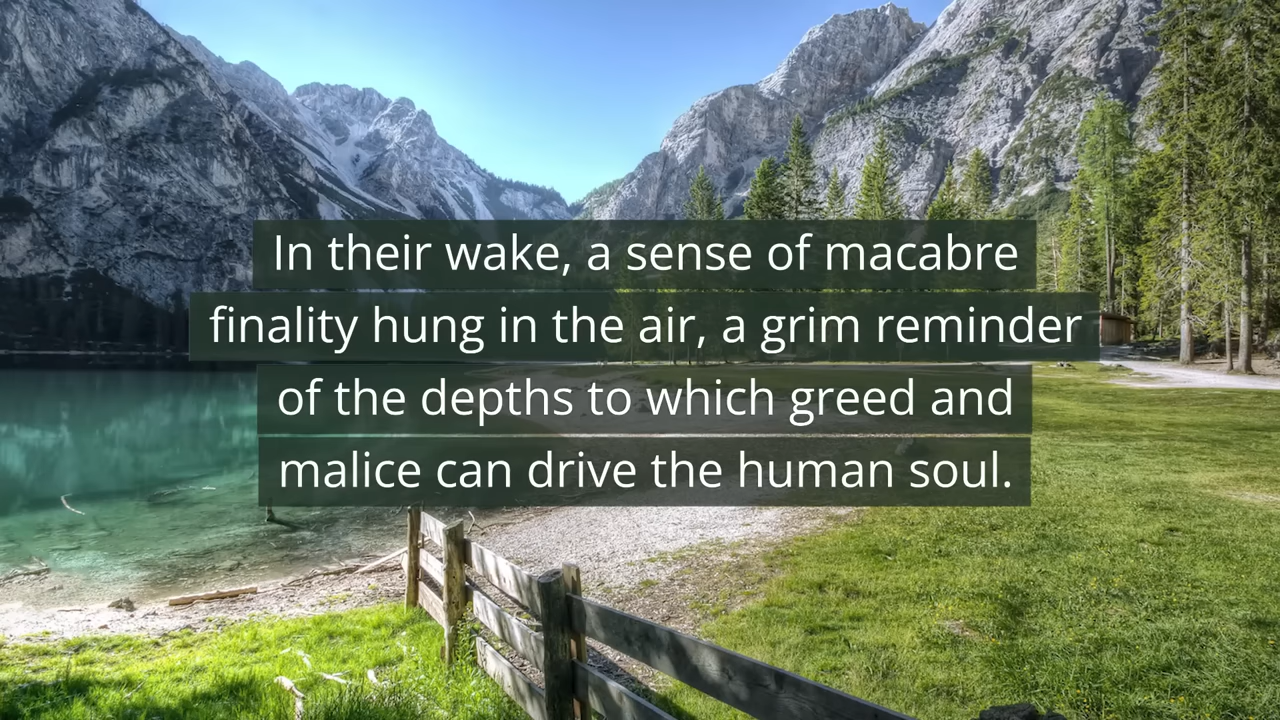 In their wake, a sense of macabre
finality hung in the air, a grim reminder
of the depths to which greed and
malice can drive the human soul.